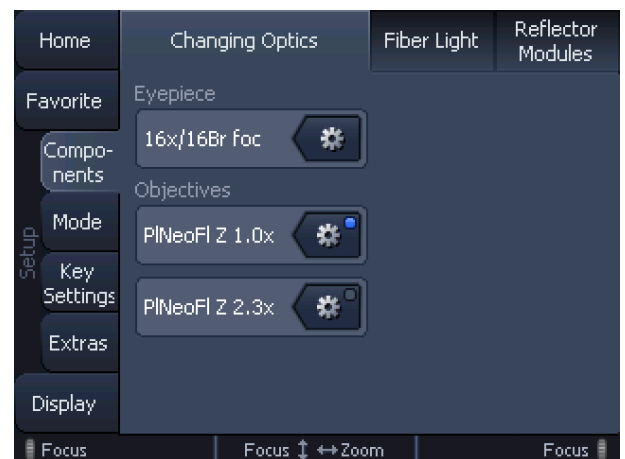 Home
Changing Optics
Fiber Light
Reflector
Modules
Favorite
Compo-
nents
Setup
Mode
Key
Settings
Extras
Display
Eyepiece
16x/16Br foc
Objectives
PlNeoFl Z 1.0x
PlNeoFl Z 2.3x
Focus
Focus ↕ ↔ Zoom
Focus